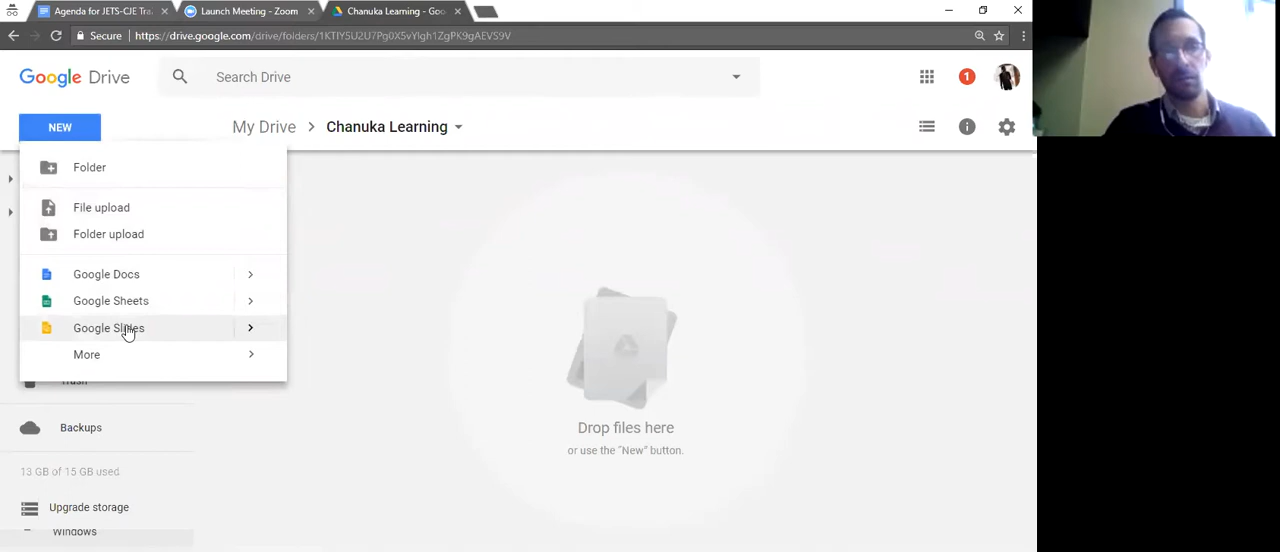 Agenda for JETS-CJE Tra
Launch Meeting - Zoom
Chanuka Learning - Goo
Secure
https://drive.google.com/drive/folders/1KTlY5U2U7Pg0X5vYlgh1ZgPK9gAEVS9V
Google Drive
Search Drive
1
NEW
My Drive
Chanuka Learning
Folder
File upload
Folder upload
Google Docs
Google Sheets
Google Slides
More
Trash
Backups
13 GB of 15 GB used
Upgrade storage
Windows
Drop files here
or use the "New" button.